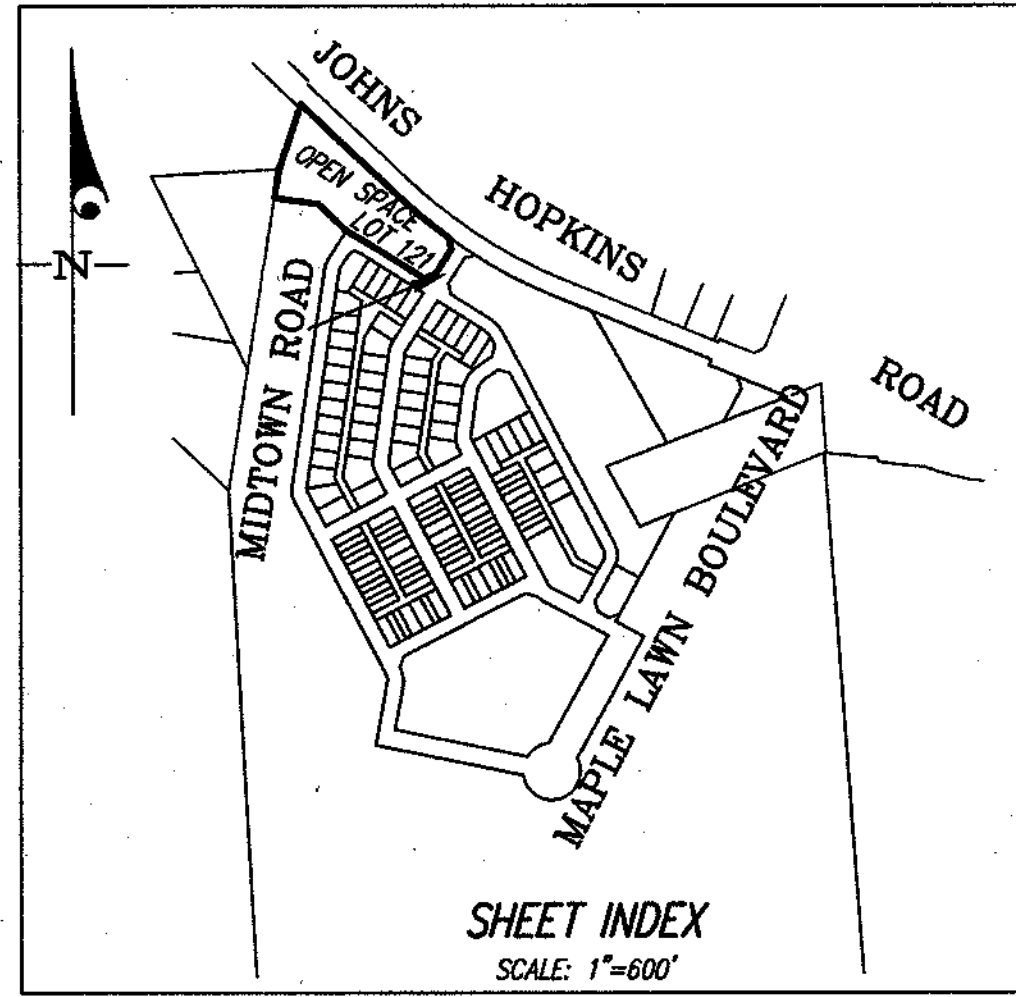 JOHNS
HOPKINS
ROAD
OPEN SPACE
LOT 121
N
MIDTOWN ROAD
MAPLE LAWN BOULEVARD
SHEET INDEX
SCALE: 1"=600'